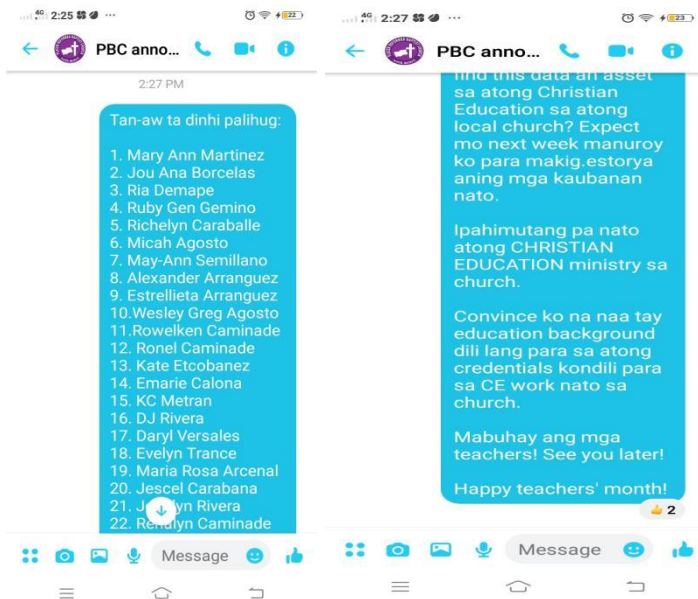 4G 2:25
22
PBC anno...
2:27 PM
Tan-aw ta dinhi palihug:
1. Mary Ann Martinez
2. Jou Ana Borcelas
3. Ria Demape
4. Ruby Gen Gemino
5. Richelyn Caraballe
6. Micah Agosto
7. May-Ann Semillano
8. Alexander Arranguez
9. Estrellieta Arranguez
10.Wesley Greg Agosto
11.Rowelken Caminade
12. Ronel Caminade
13. Kate Etcobanez
14. Emarie Calona
15. KC Metran
16. DJ Rivera
17. Daryl Versales
18. Evelyn Trance
19. Maria Rosa Arcenal
20. Jescel Carabana
21. Rivera
22. Caminade
Message
4G 2:27
23
PBC anno...
find this data an asset
sa atong Christian
Education sa atong
local church? Expect
mo next week manuroy
ko para makig.estorya
aning mga kaubanan
nato.
Ipahimutang pa nato
atong CHRISTIAN
EDUCATION ministry sa
church.
Convince ko na naa tay
education background
dili lang para sa atong
credentials kondili para
sa CE work nato sa
church.
Mabuhay ang mga
teachers! See you later!
Happy teachers' month!
2
Message